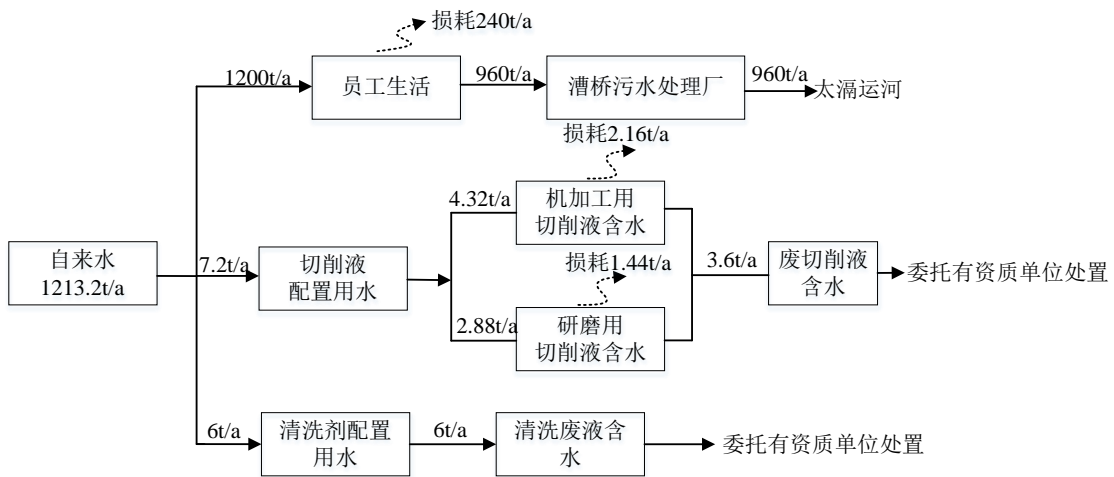 损耗240t/a
1200t/a
员工生活
960t/a
漕桥污水处理厂
960t/a
太滆运河
损耗2.16t/a
4.32t/a
机加工用
切削液含水
自来水
1213.2t/a
7.2t/a
切削液
配置用水
损耗1.44t/a
3.6t/a
废切削液
含水
委托有资质单位处置
2.88t/a
研磨用
切削液含水
6t/a
清洗剂配置
用水
6t/a
清洗废液含
水
委托有资质单位处置